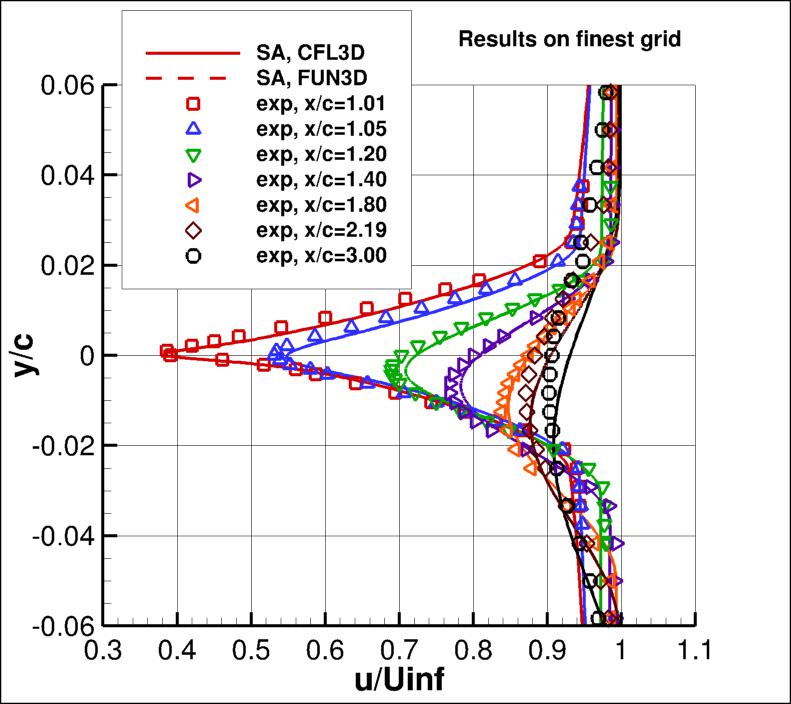 Results on finest grid
SA, CFL3D
SA, FUN3D
exp, x/c=1.01
exp, x/c=1.05
exp, x/c=1.20
exp, x/c=1.40
exp, x/c=1.80
exp, x/c=2.19
exp, x/c=3.00
0.06
0.04
0.02
0
-0.02
-0.04
-0.06
y/c
0.3 0.4 0.5 0.6 0.7 0.8 0.9 1 1.1
u/Uinf